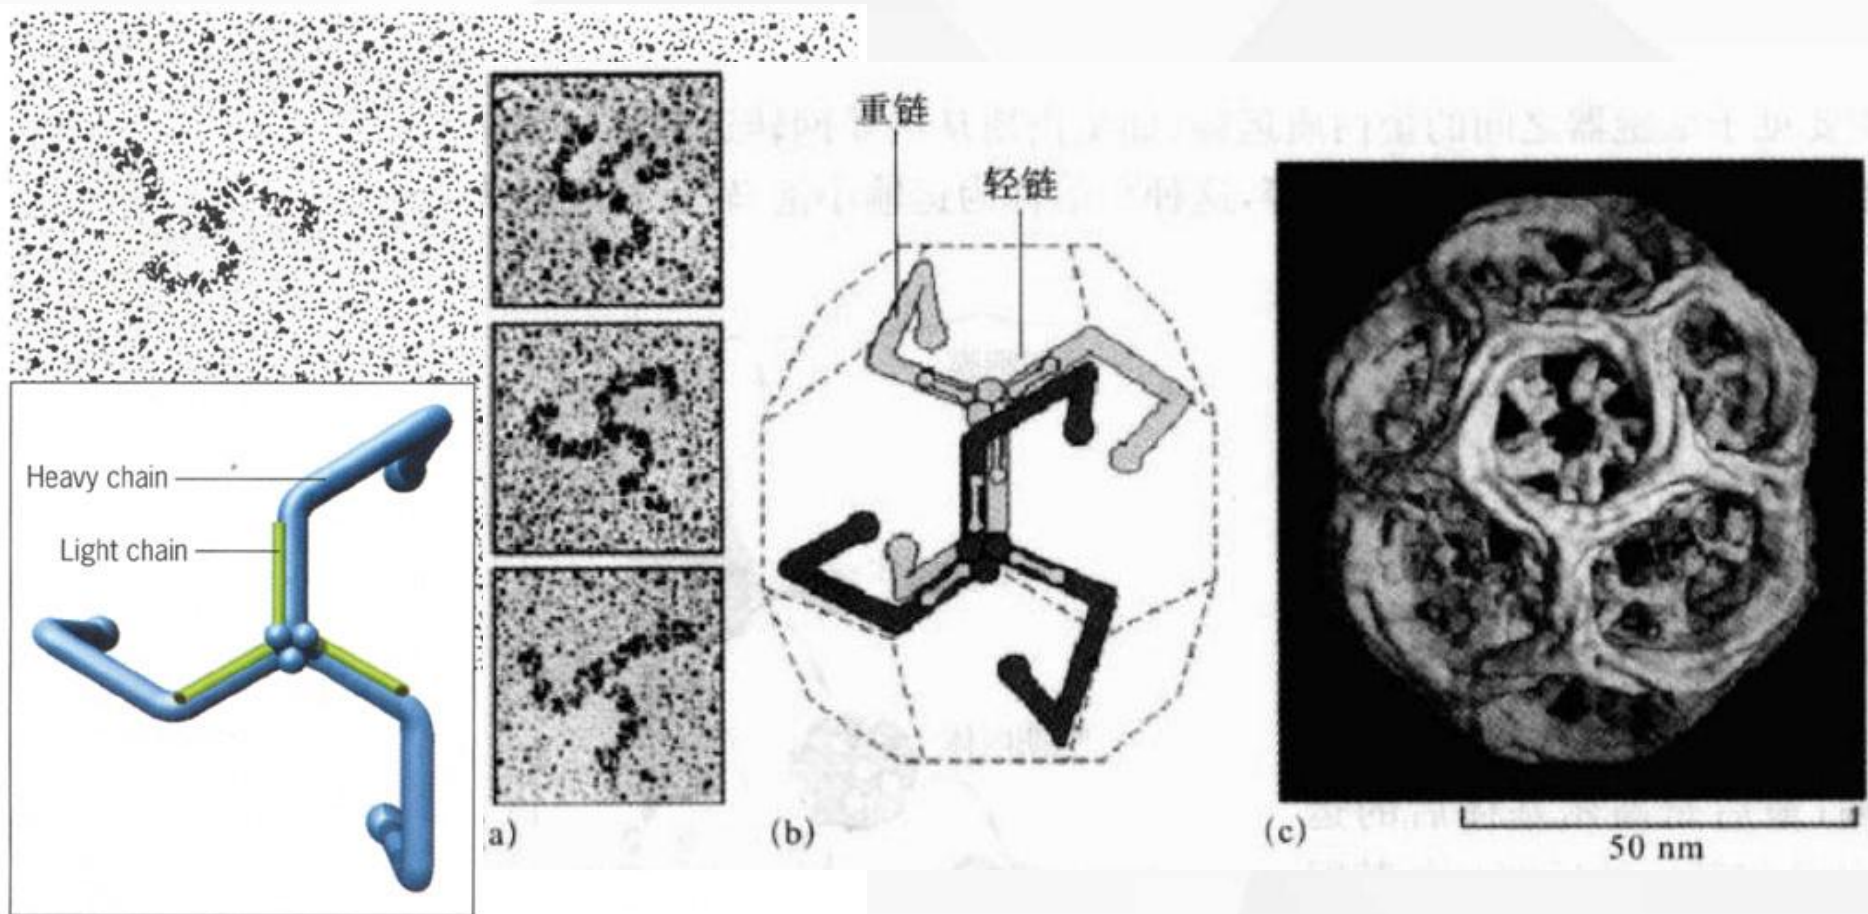 重链
轻链
Heavy chain
Light chain
a)
(b)
(c)
50 nm